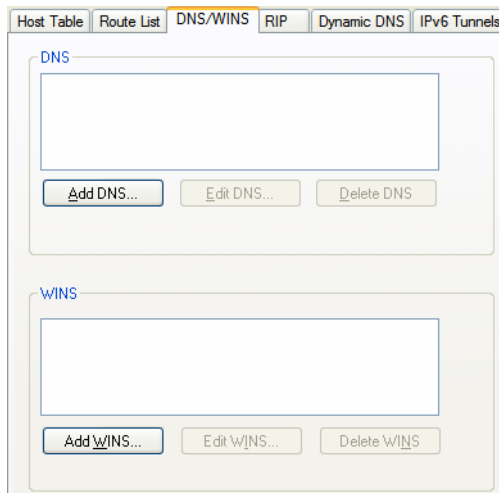 Host Table Route List DNS/WINS RIP Dynamic DNS IPv6 Tunnels
DNS
Add DNS... Edit DNS... Delete DNS
WINS
Add WINS... Edit WINS... Delete WINS